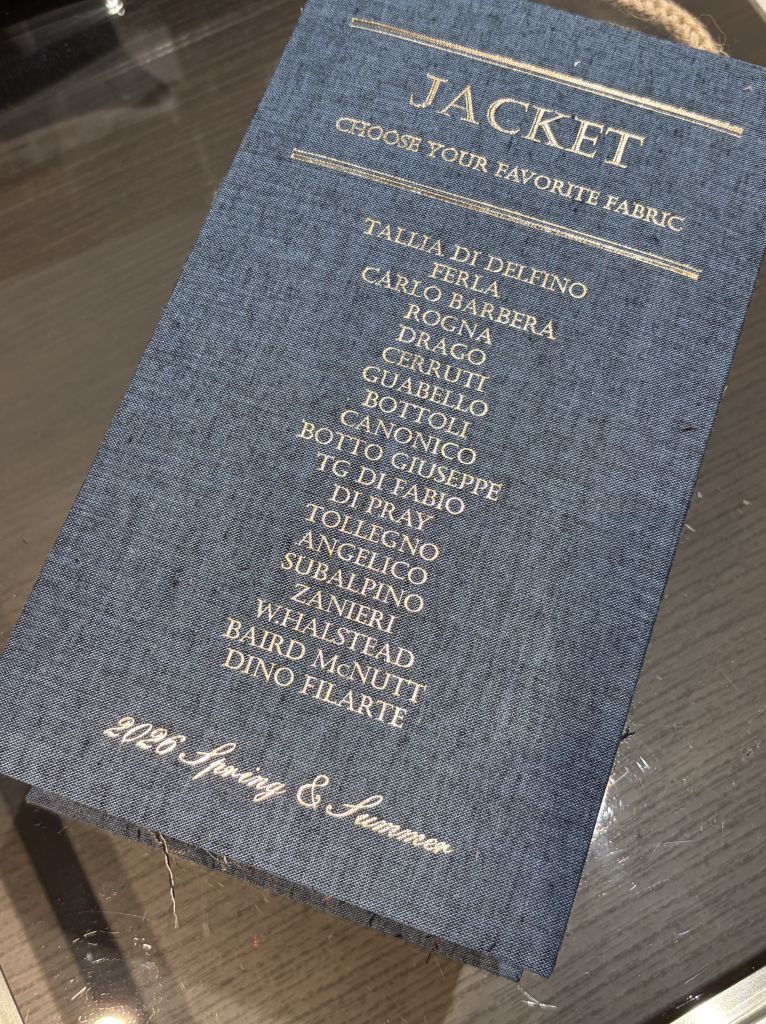 JACKET
CHOOSE YOUR FAVORITE FABRIC
TALLIA DI DELFINO
FERLA
CARLO BARBERA
ROGNA
DRAGO
CERRUTI
GUABELLO
BOTTOLI
CANONICO
BOTTO GIUSEPPE
TG DI FABIO
DI PRAY
TOLLEGNO
ANGELICO
SUBALPINO
ZANIERI
W.HALSTEAD
BAIRD McNUTT
DINO FILARTE
2026 Spring & Summer